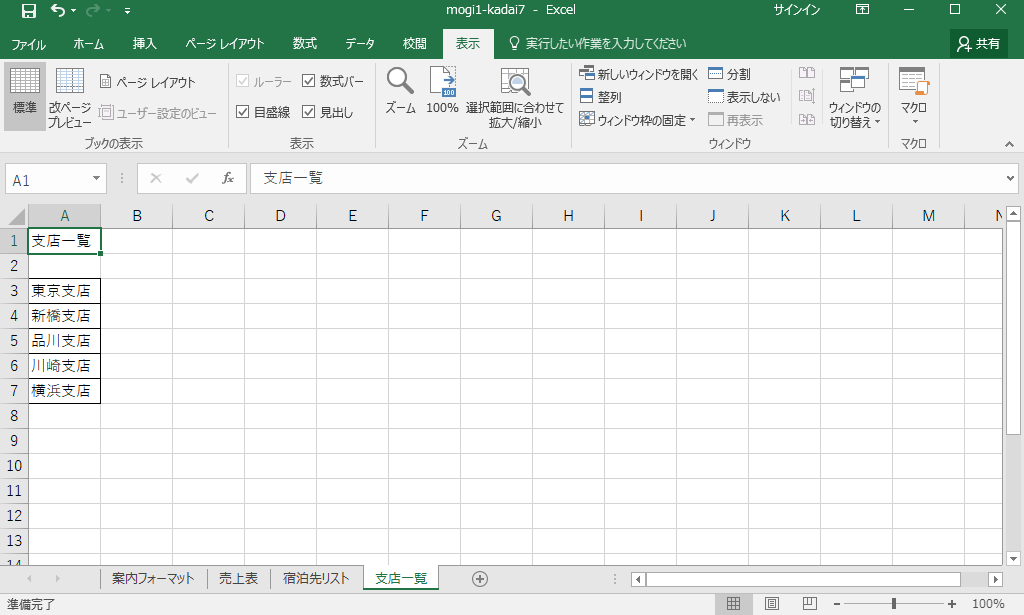 mogi1-kadai7 - Excel
サインイン
ファイル ホーム 挿入 ページレイアウト 数式 データ 校閲 表示 実行したい作業を入力してください 共有
標準
改ページ
プレビュー
ページ レイアウト
ユーザー設定のビュー
ブックの表示
ルーラー 数式バー
目盛線 見出し
表示
ズーム
100%
選択範囲に合わせて
拡大/縮小
ズーム
新しいウィンドウを開く
整列
ウィンドウ枠の固定
分割
表示しない
再表示
ウィンドウの
切り替え
ウィンドウ
マクロ
マクロ
A1 fx 支店一覧
A B C D E F G H I J K L M N
1 支店一覧
2
3 東京支店
4 新橋支店
5 品川支店
6 川崎支店
7 横浜支店
8
9
10
11
12
13
14
案内フォーマット 売上表 宿泊先リスト 支店一覧
準備完了 100%